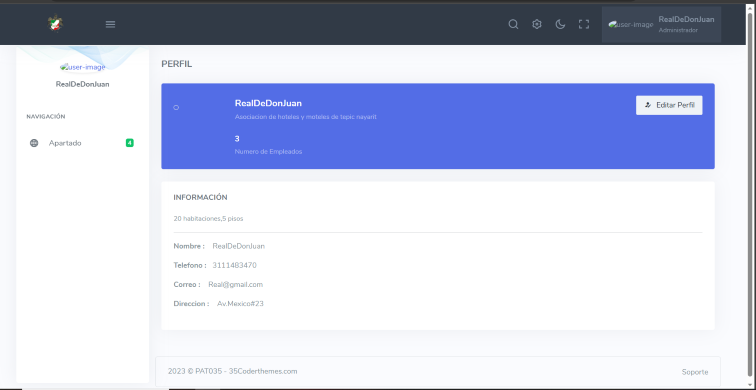 user-image
RealDeDonJuan
Administrador
user-image
RealDeDonJuan
NAVIGACIÓN
Apartado
4
PERFIL
RealDeDonJuan
Asociacion de hoteles y moteles de tepic nayarit
3
Numero de Empleados
Editar Perfil
INFORMACIÓN
20 habitaciones,5 pisos
Nombre : RealDeDonJuan
Telefono : 3111483470
Correo : Real@gmail.com
Direccion : Av.Mexico#23
2023 © PAT035 - 35Coderthemes.com
Soporte